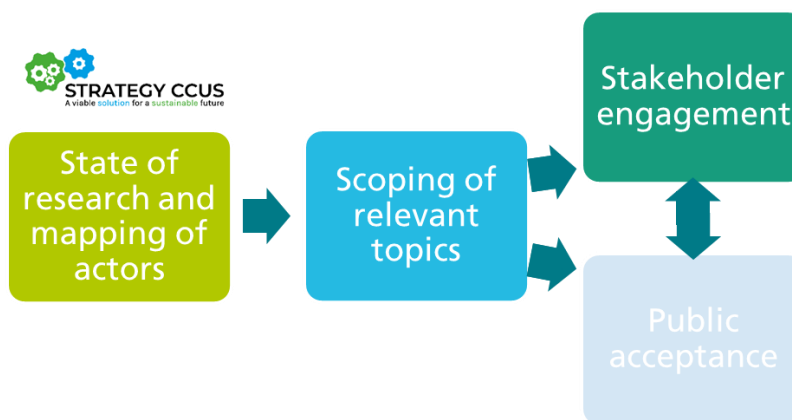 STRATEGY CCUS
A viable solution for a sustainable future
State of
research and
mapping of
actors
Scoping of
relevant
topics
Stakeholder
engagement
Public
acceptance